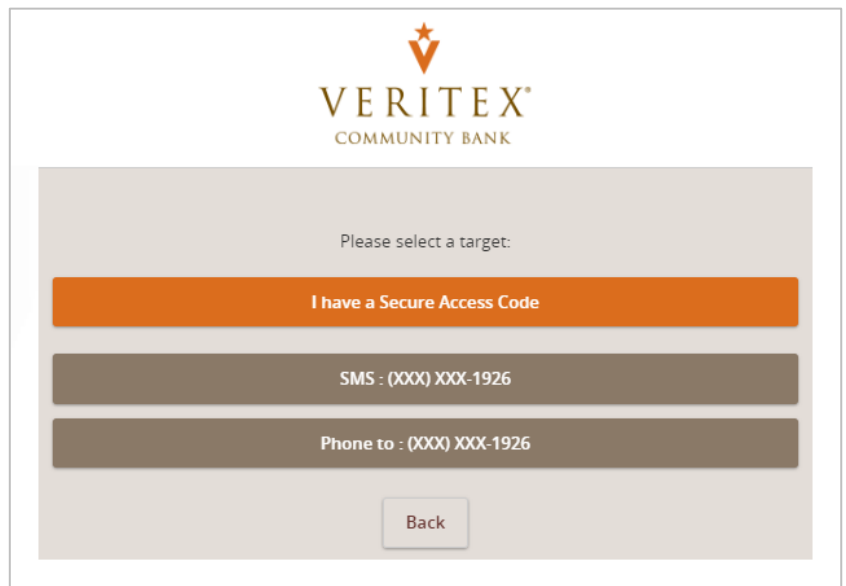 VERITEX®
COMMUNITY BANK
Please select a target:
I have a Secure Access Code
SMS : (XXX) XXX-1926
Phone to : (XXX) XXX-1926
Back